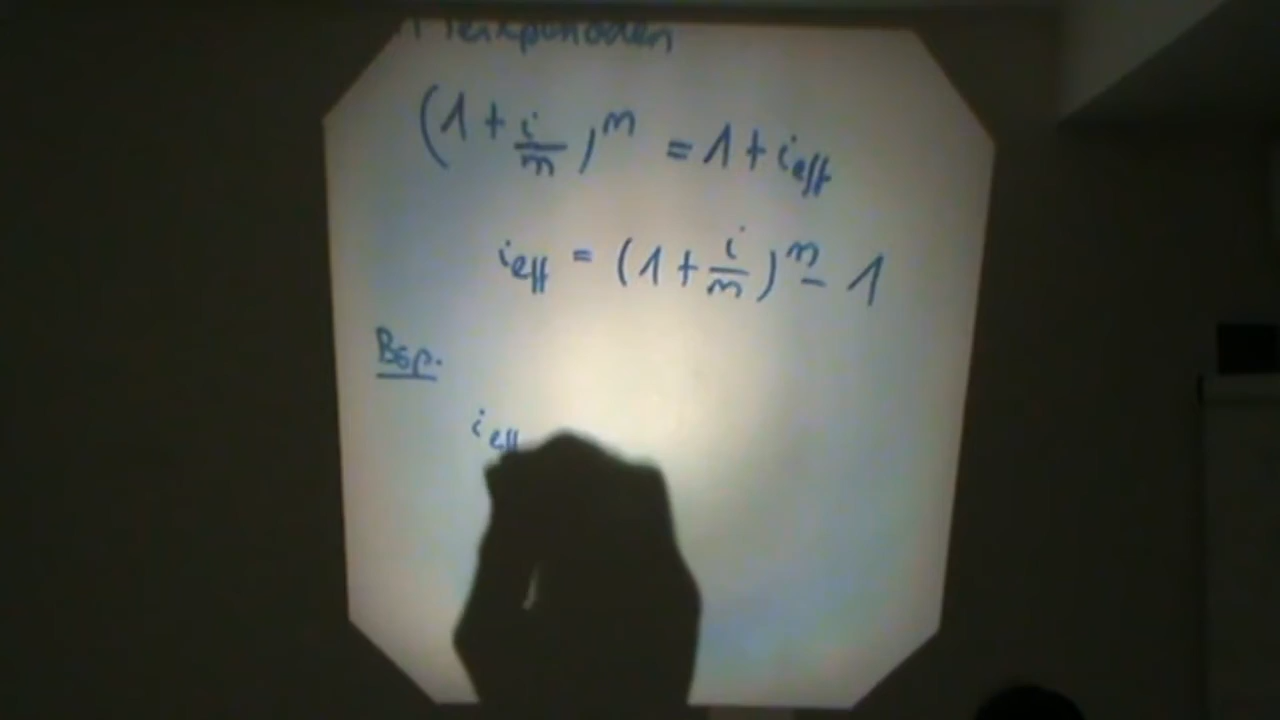 (1 + i/m)^m = 1 + i_eff
i_eff = (1 + i/m)^m - 1
Bsp.
i_eff